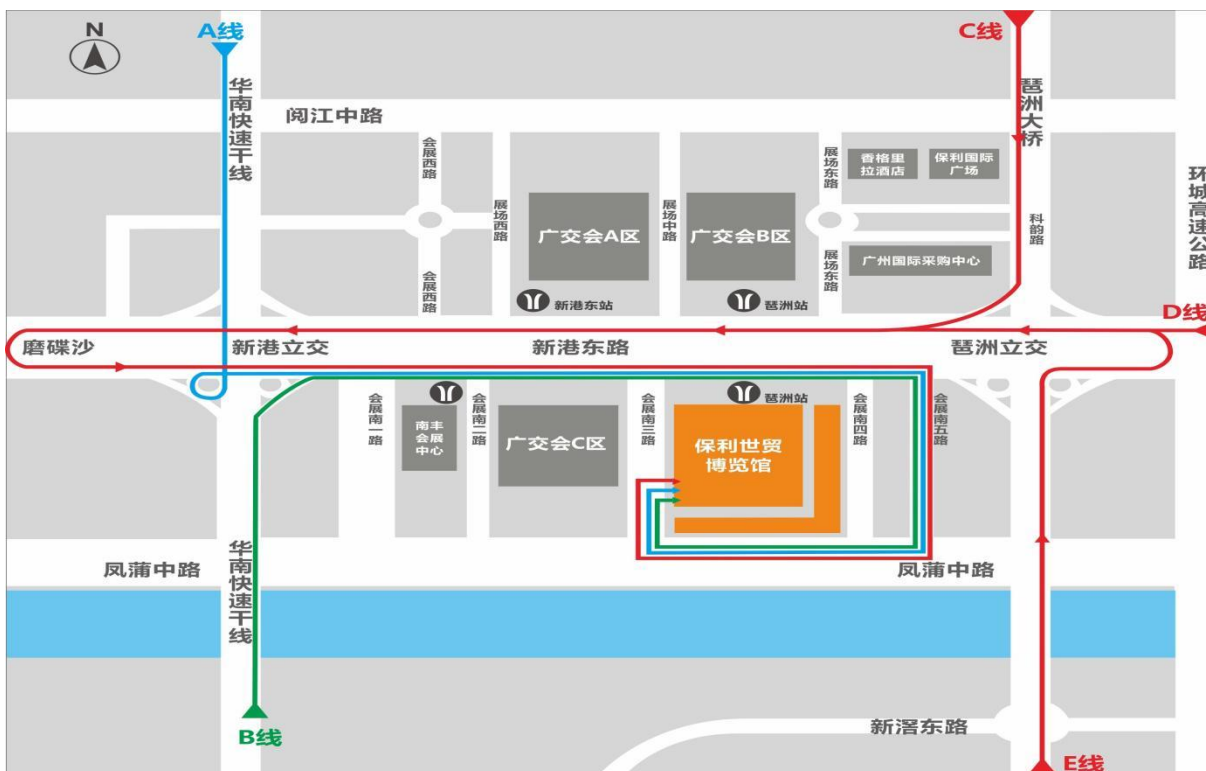 N
A线
C线
华南快速干线
琶洲大桥
阅江中路
会展西路
展场东路
香格里
拉酒店
保利国际
广场
环城高速公路
展场西路
广交会A区
展场中路
广交会B区
科韵路
会展西路
展场东路
广州国际采购中心
新港东站
琶洲站
D线
磨碟沙
新港立交
新港东路
琶洲立交
会展南一路
南丰
会展
中心
会展南二路
广交会C区
会展南三路
琶洲站
保利世贸
博览馆
会展南四路
会展南五路
凤蒲中路
华南快速干线
凤蒲中路
B线
新滘东路
E线